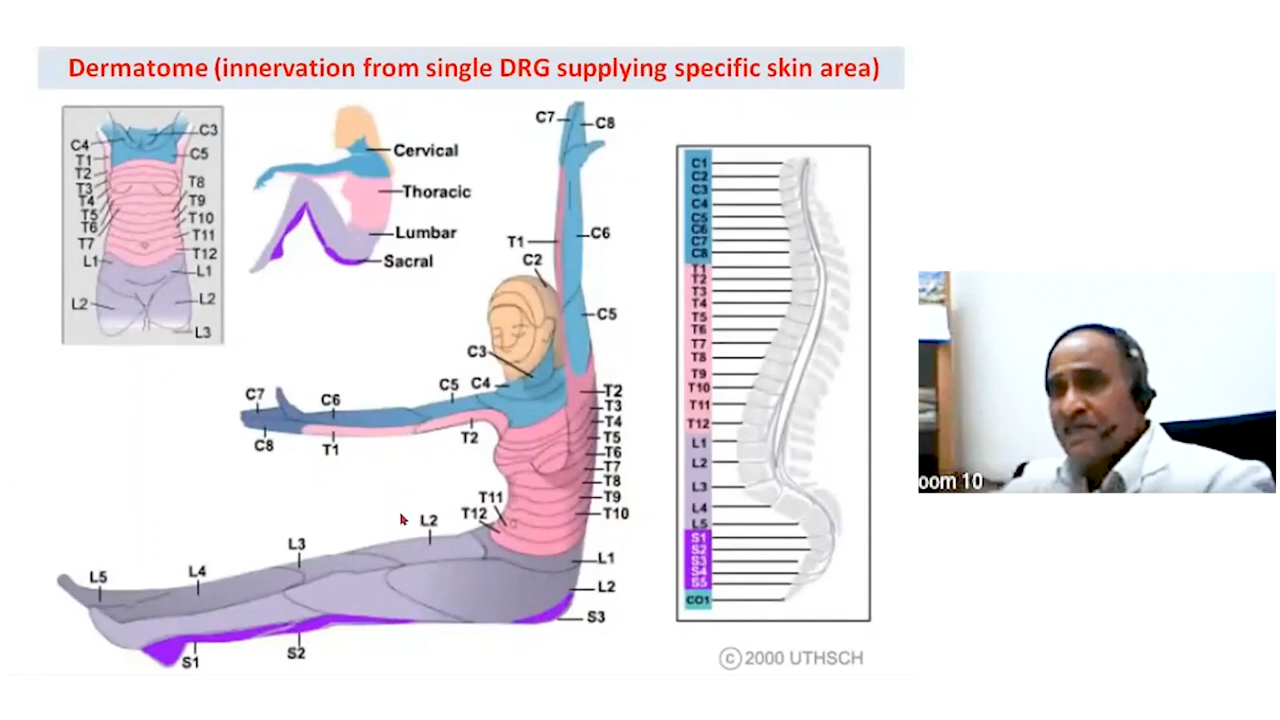 Dermatome (innervation from single DRG supplying specific skin area)
C3
C4
C5
T1
T2
T3
T4
T5
T6
T7
L1
L2
T8
T9
T10
T11
T12
L1
L2
L3
Cervical
Thoracic
Lumbar
Sacral
C7
C8
C6
T1
C2
C5
C3
C4
C5
C6
C7
C8
T1
T2
T2
T3
T4
T5
T6
T7
T8
T9
T10
T11
T12
L1
L2
S3
L2
L3
L4
L5
S1
S2
C1
C2
C3
C4
C5
C6
C7
C8
T1
T2
T3
T4
T5
T6
T7
T8
T9
T10
T11
T12
L1
L2
L3
L4
L5
S1
S2
S3
S4
S5
CO1
© 2000 UTHSCH
oom 10